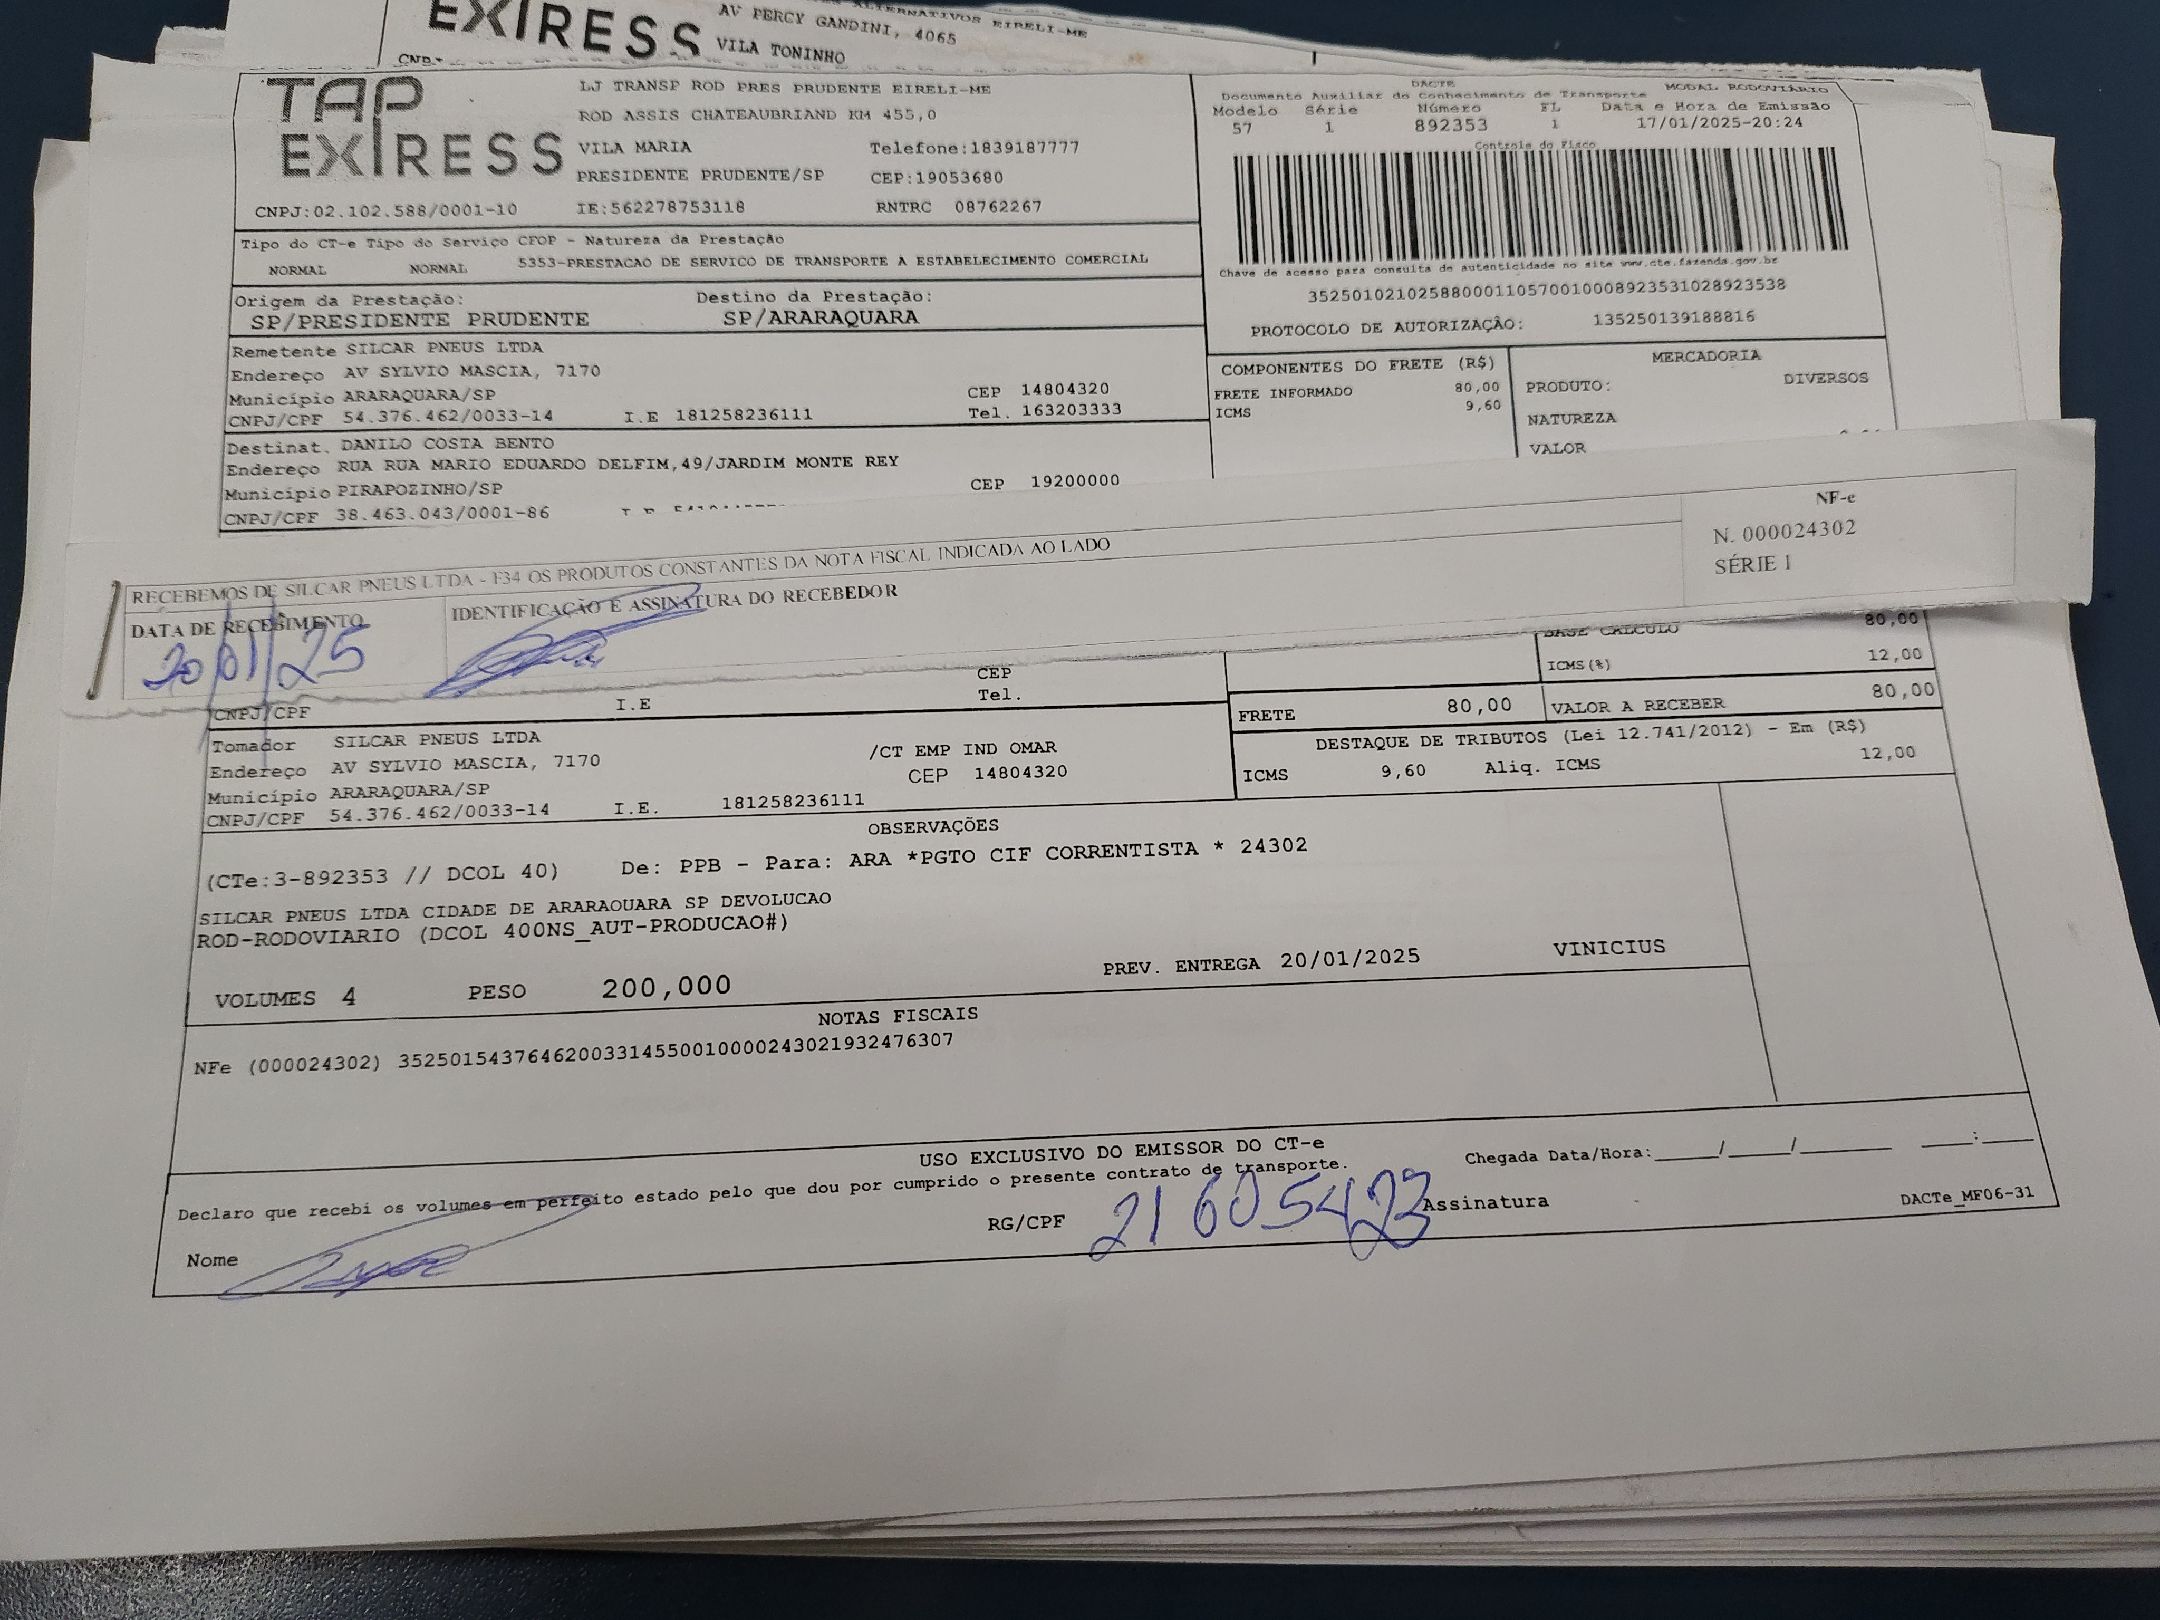 EXIRESS
ALTERNATIVOS EIRELI-ME
AV PERCY GANDINI, 4065
VILA TONINHO
TAP
EXIRESS
LJ TRANSP ROD PRES PRUDENTE EIRELI-ME
ROD ASSIS CHATEAUBRIAND KM 455,0
VILA MARIA Telefone:1839187777
PRESIDENTE PRUDENTE/SP CEP:19053680
CNPJ:02.102.588/0001-10 IE:562278753118 RNTRC 08762267
DACTE MODAL RODOVIÁRIO
Documento Auxiliar do Conhecimento de Transporte
Modelo Série Número FL Data e Hora de Emissão
57 1 892353 1 17/01/2025-20:24
Controle do Fisco
Chave de acesso para consulta de autenticidade no site www.cte.fazenda.gov.br
35250102102588000110570010008923531028923538
PROTOCOLO DE AUTORIZAÇÃO: 135250139188816
Tipo do CT-e Tipo do Serviço CFOP - Natureza da Prestação
NORMAL NORMAL 5353-PRESTACAO DE SERVICO DE TRANSPORTE A ESTABELECIMENTO COMERCIAL
Origem da Prestação: Destino da Prestação:
SP/PRESIDENTE PRUDENTE SP/ARARAQUARA
Remetente SILCAR PNEUS LTDA
Endereço AV SYLVIO MASCIA, 7170
Município ARARAQUARA/SP CEP 14804320
CNPJ/CPF 54.376.462/0033-14 I.E 181258236111 Tel. 163203333
COMPONENTES DO FRETE (R$)
FRETE INFORMADO 80,00
ICMS 9,60
MERCADORIA
PRODUTO: DIVERSOS
NATUREZA
VALOR
Destinat. DANILO COSTA BENTO
Endereço RUA RUA MARIO EDUARDO DELFIM,49/JARDIM MONTE REY
Município PIRAPOZINHO/SP CEP 19200000
CNPJ/CPF 38.463.043/0001-86
RECEBEMOS DE SILCAR PNEUS LTDA - F34 OS PRODUTOS CONSTANTES DA NOTA FISCAL INDICADA AO LADO
DATA DE RECEBIMENTO IDENTIFICAÇÃO E ASSINATURA DO RECEBEDOR
20/01/25
NF-e
N. 000024302
SÉRIE 1
BASE CALCULO 80,00
ICMS(%) 12,00
CEP
Tel.
CNPJ/CPF I.E
FRETE 80,00 VALOR A RECEBER 80,00
DESTAQUE DE TRIBUTOS (Lei 12.741/2012) - Em (R$)
ICMS 9,60 Aliq. ICMS 12,00
Tomador SILCAR PNEUS LTDA
Endereço AV SYLVIO MASCIA, 7170 /CT EMP IND OMAR
Município ARARAQUARA/SP CEP 14804320
CNPJ/CPF 54.376.462/0033-14 I.E. 181258236111
OBSERVAÇÕES
(CTe:3-892353 // DCOL 40) De: PPB - Para: ARA *PGTO CIF CORRENTISTA * 24302
SILCAR PNEUS LTDA CIDADE DE ARARAQUARA SP DEVOLUCAO
ROD-RODOVIARIO (DCOL 400NS_AUT-PRODUCAO#)
VOLUMES 4 PESO 200,000 PREV. ENTREGA 20/01/2025 VINICIUS
NOTAS FISCAIS
NFe (000024302) 35250154376462003314550010000243021932476307
USO EXCLUSIVO DO EMISSOR DO CT-e
Declaro que recebi os volumes em perfeito estado pelo que dou por cumprido o presente contrato de transporte.
Chegada Data/Hora:_____/_____/________ ____:____
Nome RG/CPF 21605423 Assinatura
DACTe_MF06-31